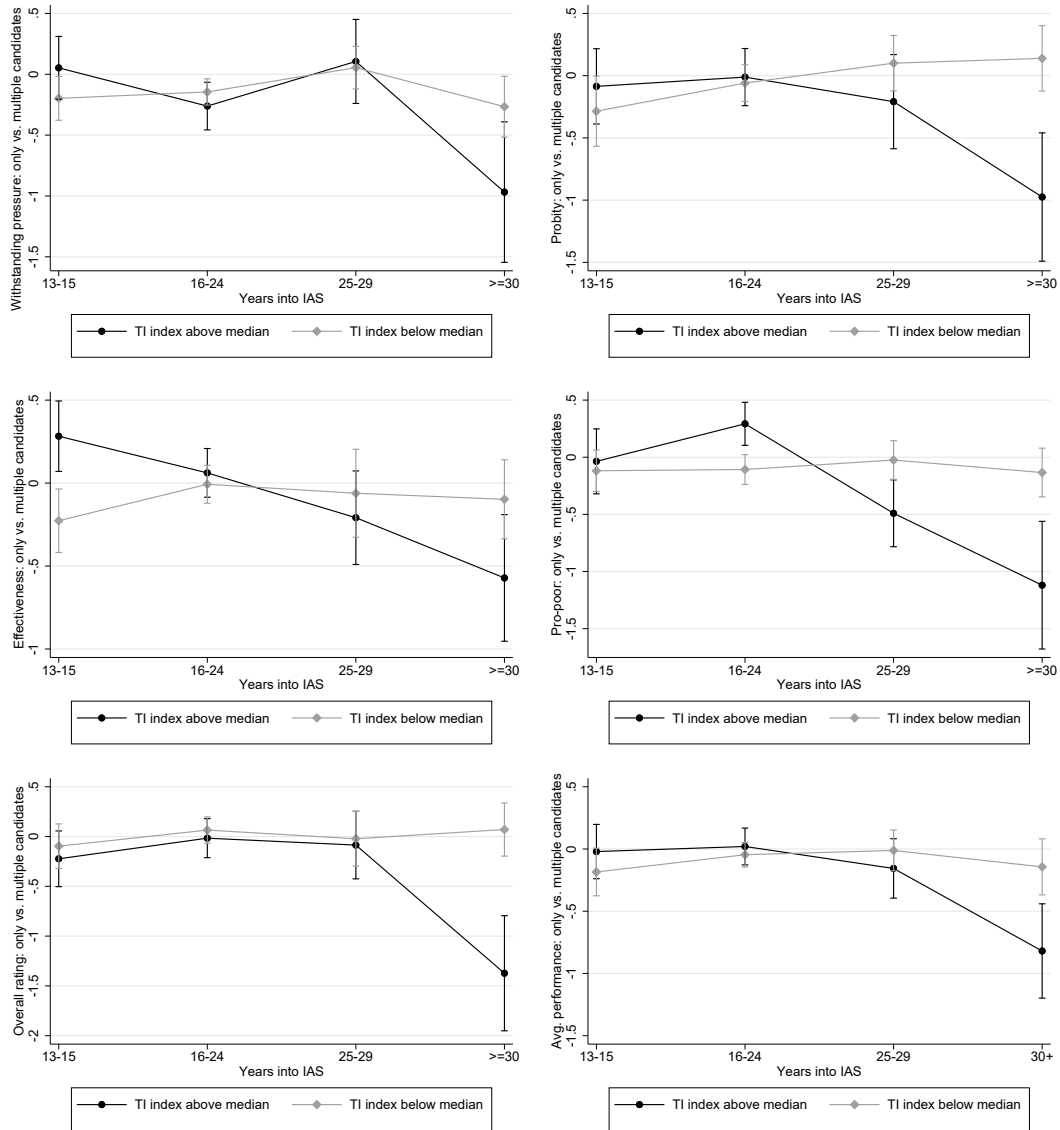 Withstanding pressure: only vs. multiple candidates
.5
0
-.5
-1
-1.5
13-15 16-24 25-29 >=30
Years into IAS
TI index above median TI index below median
Probity: only vs. multiple candidates
.5
0
-.5
-1
-1.5
13-15 16-24 25-29 >=30
Years into IAS
TI index above median TI index below median
Effectiveness: only vs. multiple candidates
.5
0
-.5
-1
13-15 16-24 25-29 >=30
Years into IAS
TI index above median TI index below median
Pro-poor: only vs. multiple candidates
.5
0
-.5
-1
-1.5
13-15 16-24 25-29 >=30
Years into IAS
TI index above median TI index below median
Overall rating: only vs. multiple candidates
.5
0
-.5
-1
-1.5
-2
13-15 16-24 25-29 >=30
Years into IAS
TI index above median TI index below median
Avg. performance: only vs. multiple candidates
.5
0
-.5
-1
-1.5
13-15 16-24 25-29 30+
Years into IAS
TI index above median TI index below median